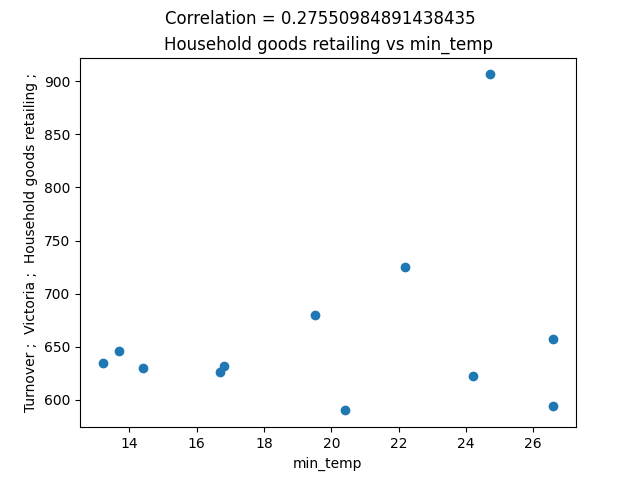 Correlation = 0.27550984891438435
Household goods retailing vs min_temp
Turnover ;  Victoria ;  Household goods retailing ;
900
850
800
750
700
650
600
14 16 18 20 22 24 26
min_temp